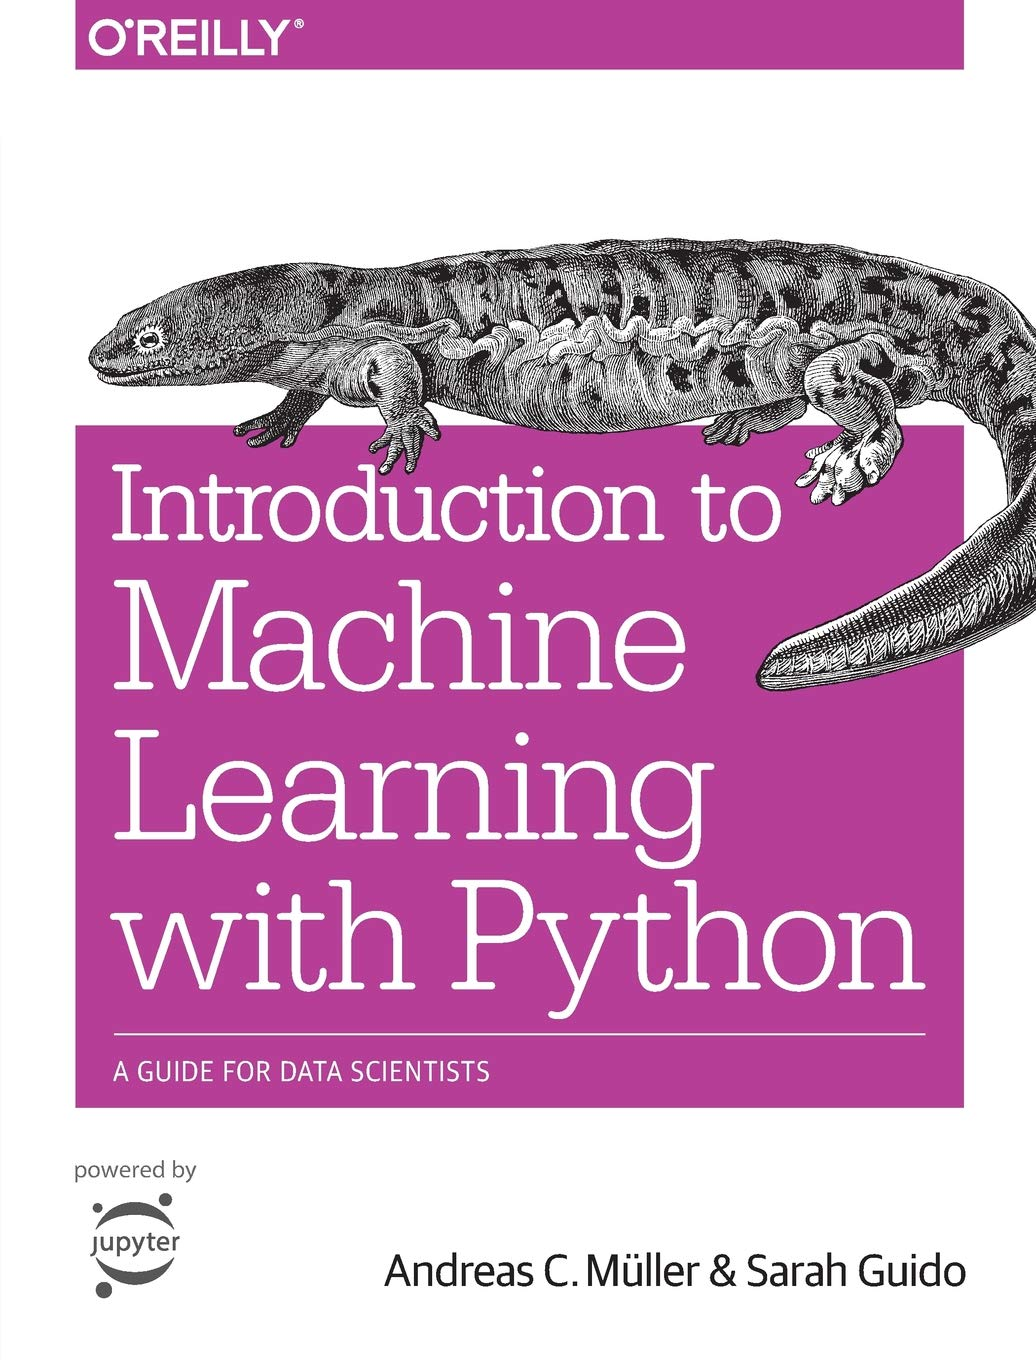 O'REILLY®
Introduction to
Machine
Learning
with Python
A GUIDE FOR DATA SCIENTISTS
powered by
jupyter
Andreas C. Müller & Sarah Guido